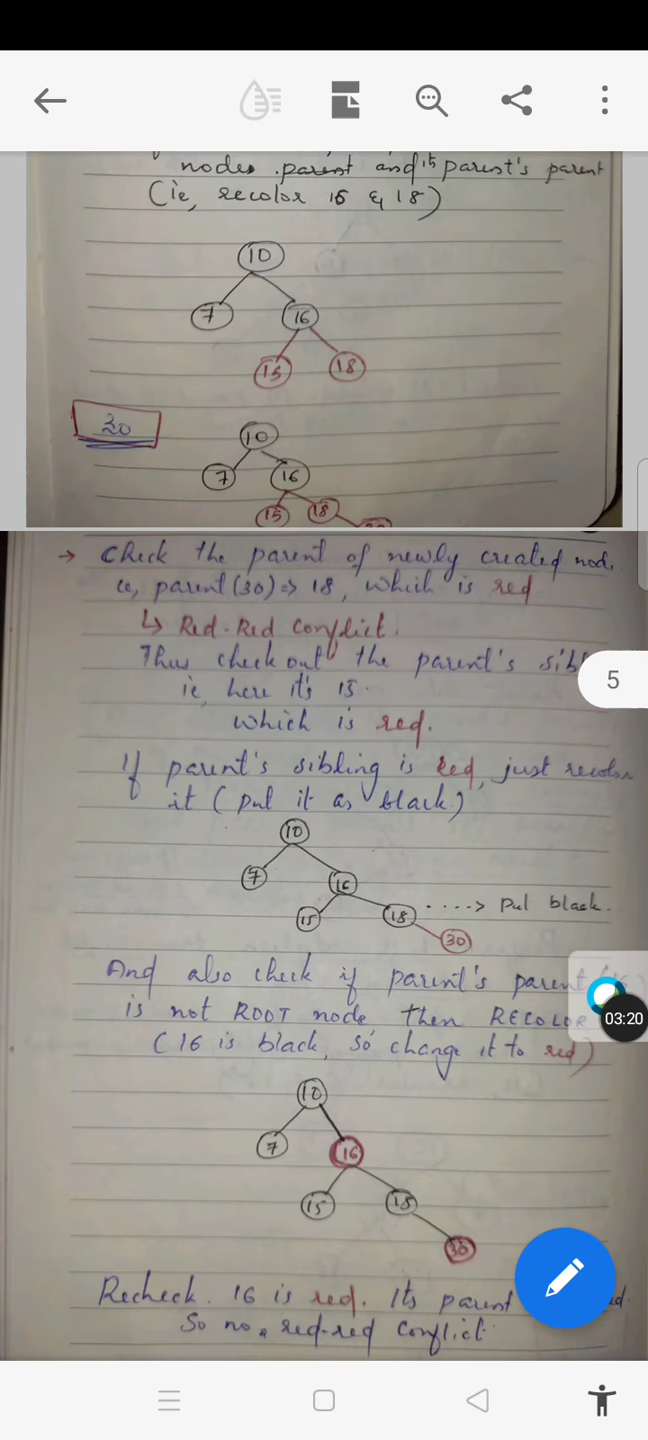 nodes parent and its parent's parent
(ie, recolor 15 & 18)
10
7 16
15 18
30
10
7 16
15 18
→ Check the parent of newly created nod
ie, parent(30) => 18, which is red
↳ Red-Red Conflict.
Thus check out the parent's sibl
ie, here it's 15.
which is red.
5
If parent's sibling is red, just recolor
it (put it as black)
10
7 16
15 18 ....> Put black.
30
And also check if parent's parent
is not ROOT node then RECOLOR
03:20
(16 is black, so change it to red)
10
7 16
15 18
30
Recheck. 16 is red. Its parent
So no red-red conflict.